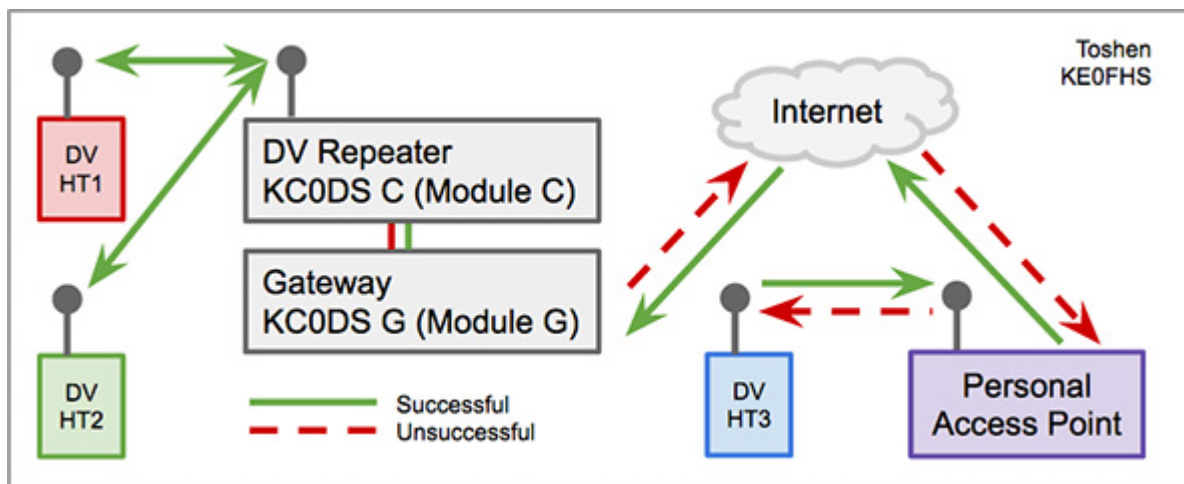 Toshen
KE0FHS
DV
HT1
DV Repeater
KC0DS C (Module C)
Internet
Gateway
KC0DS G (Module G)
DV
HT2
Successful
Unsuccessful
DV
HT3
Personal
Access Point